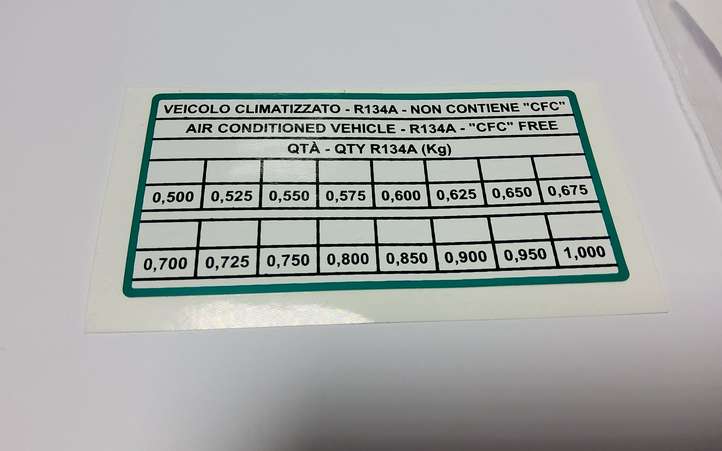 VEICOLO CLIMATIZZATO - R134A - NON CONTIENE "CFC"
AIR CONDITIONED VEHICLE - R134A - "CFC" FREE
QTÀ - QTY R134A (Kg)
0,500 0,525 0,550 0,575 0,600 0,625 0,650 0,675
0,700 0,725 0,750 0,800 0,850 0,900 0,950 1,000